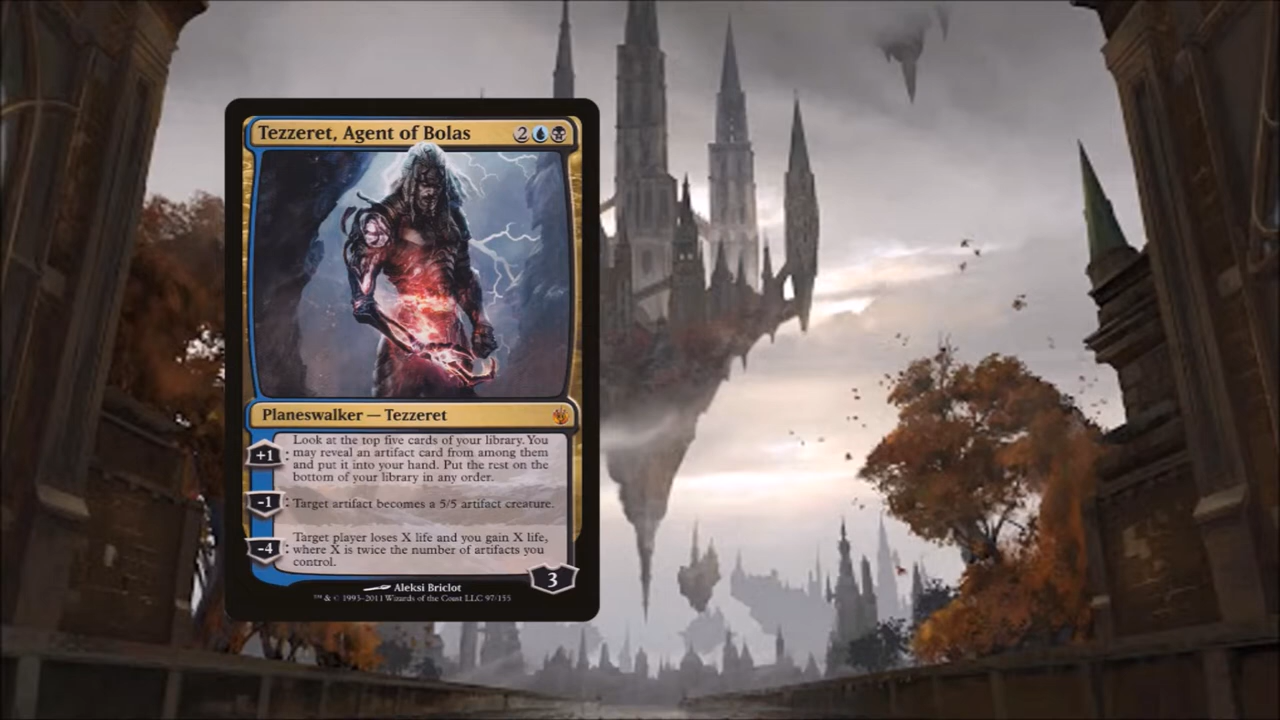 Tezzeret, Agent of Bolas 2
Planeswalker — Tezzeret
+1: Look at the top five cards of your library. You
may reveal an artifact card from among them
and put it into your hand. Put the rest on the
bottom of your library in any order.
-1: Target artifact becomes a 5/5 artifact creature.
-4: Target player loses X life and you gain X life,
where X is twice the number of artifacts you
control.
3
Aleksi Briclot
™ & © 1993–2011 Wizards of the Coast LLC 97/155